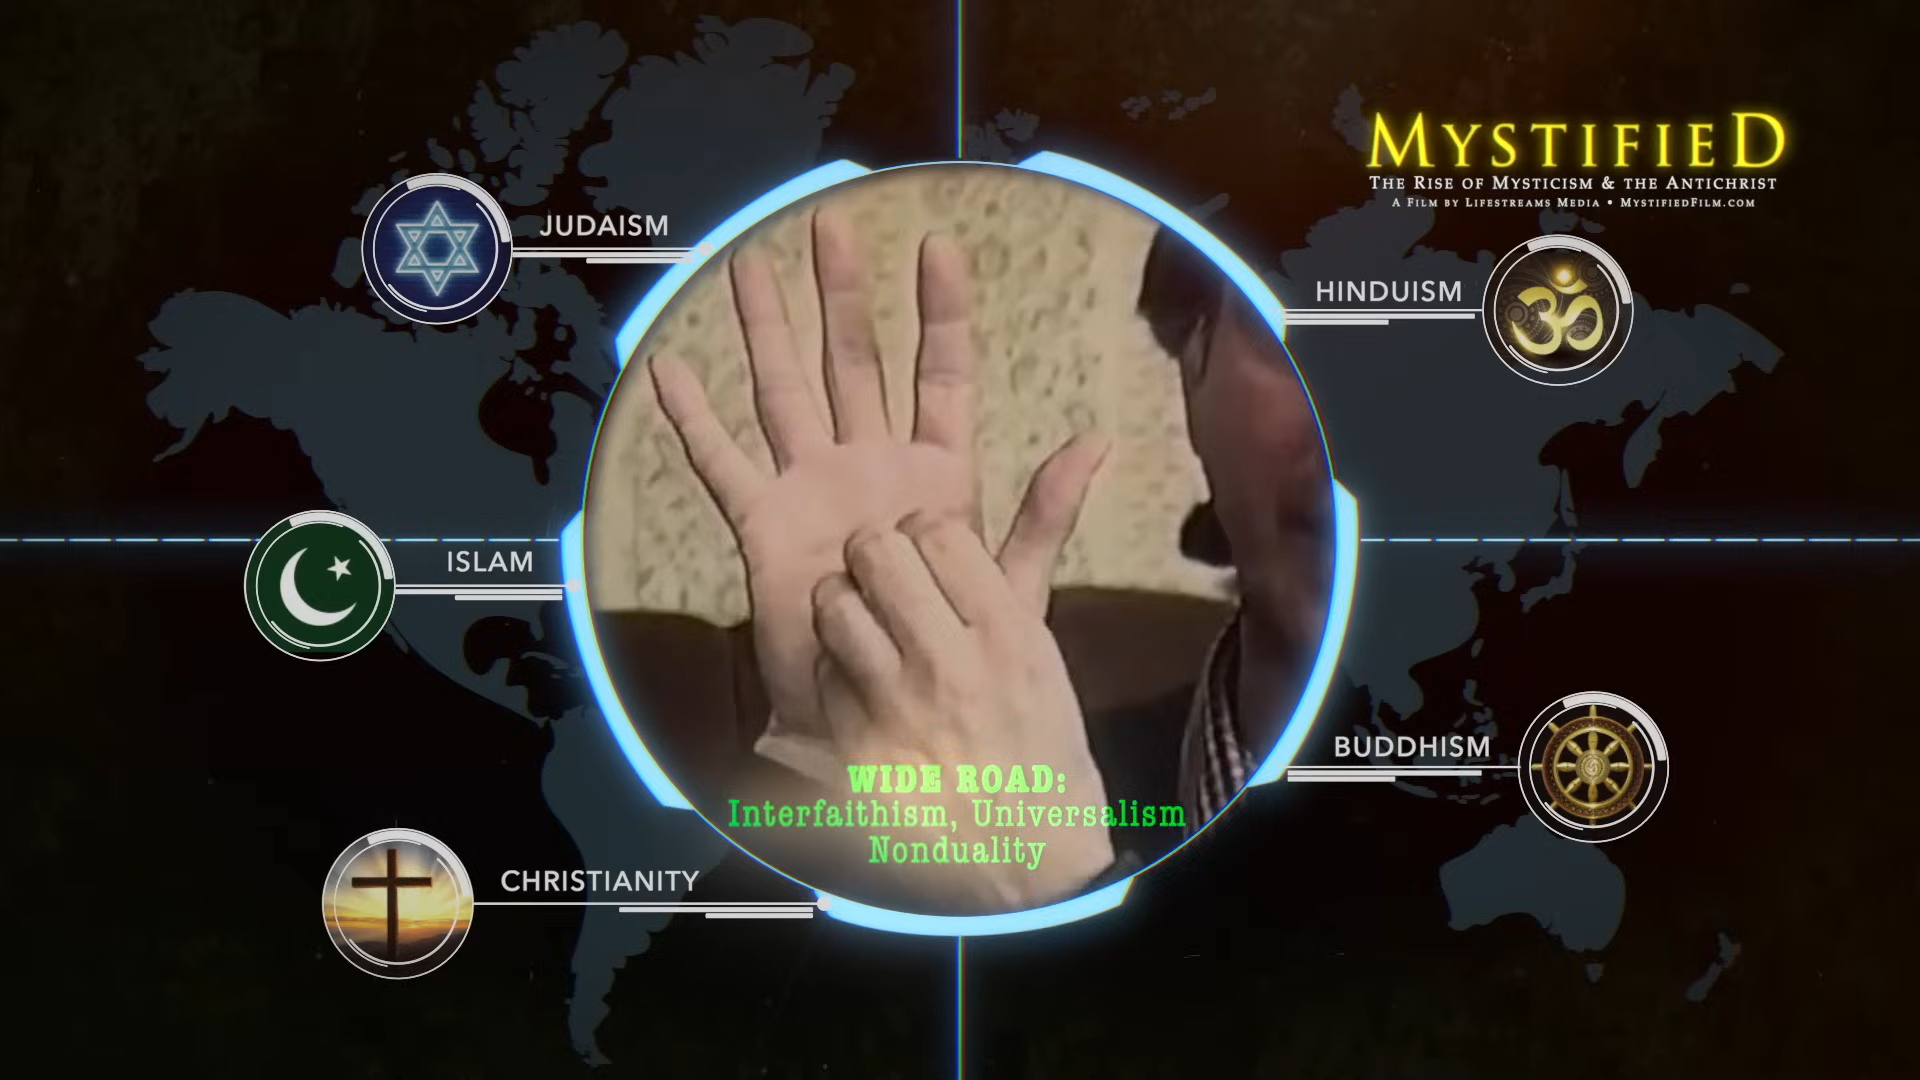 MYSTIFIED
THE RISE OF MYSTICISM & THE ANTICHRIST
A FILM BY LIFESTREAMS MEDIA • MYSTIFIEDFILM.COM
JUDAISM
HINDUISM
ISLAM
BUDDHISM
WIDE ROAD:
Interfaithism, Universalism
Nonduality
CHRISTIANITY